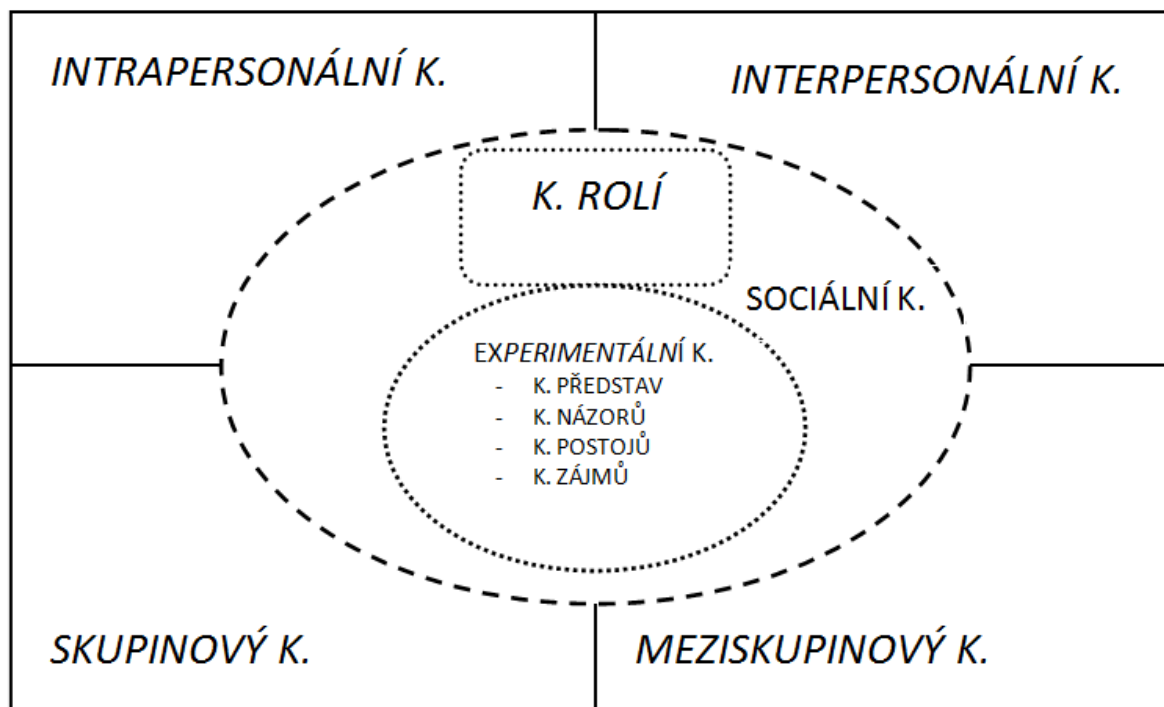 INTRAPERSONÁLNÍ K.
INTERPERSONÁLNÍ K.
K. ROLÍ
SOCIÁLNÍ K.
EXPERIMENTÁLNÍ K.
- K. PŘEDSTAV
- K. NÁZORŮ
- K. POSTOJŮ
- K. ZÁJMŮ
SKUPINOVÝ K.
MEZISKUPINOVÝ K.